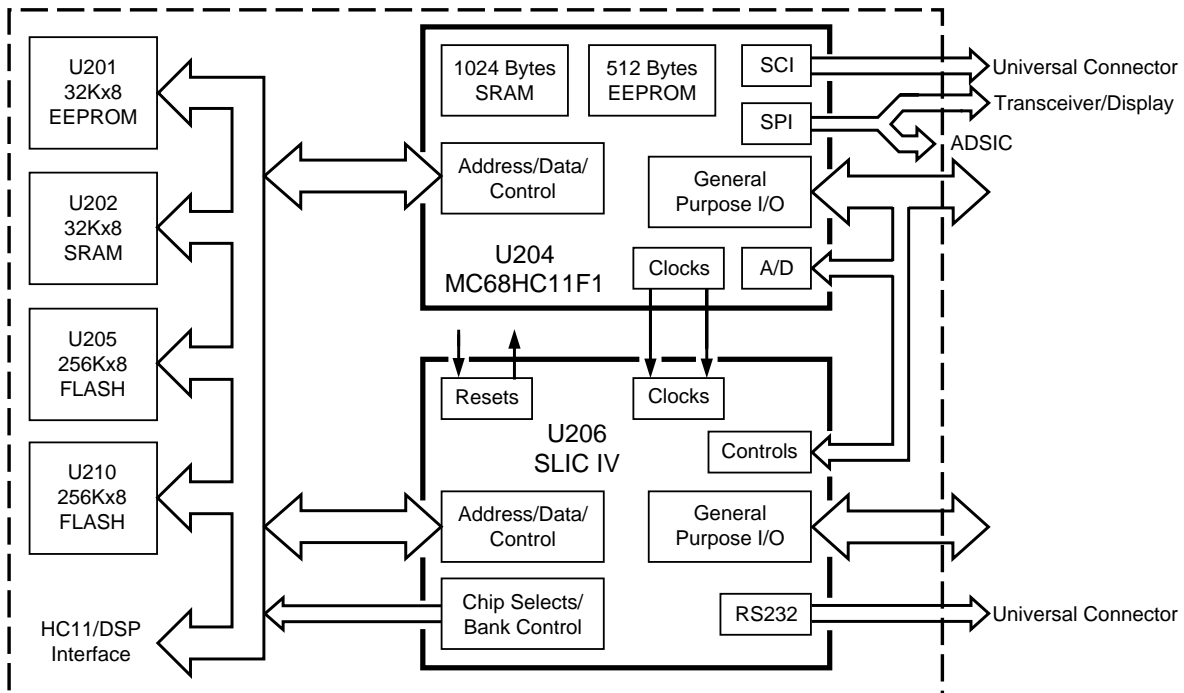 U201
32Kx8
EEPROM
U202
32Kx8
SRAM
U205
256Kx8
FLASH
U210
256Kx8
FLASH
HC11/DSP
Interface
1024 Bytes
SRAM
512 Bytes
EEPROM
SCI
SPI
Address/Data/
Control
General
Purpose I/O
U204
MC68HC11F1
Clocks
A/D
Universal Connector
Transceiver/Display
ADSIC
Resets
Clocks
U206
SLIC IV
Controls
Address/Data/
Control
General
Purpose I/O
Chip Selects/
Bank Control
RS232
Universal Connector